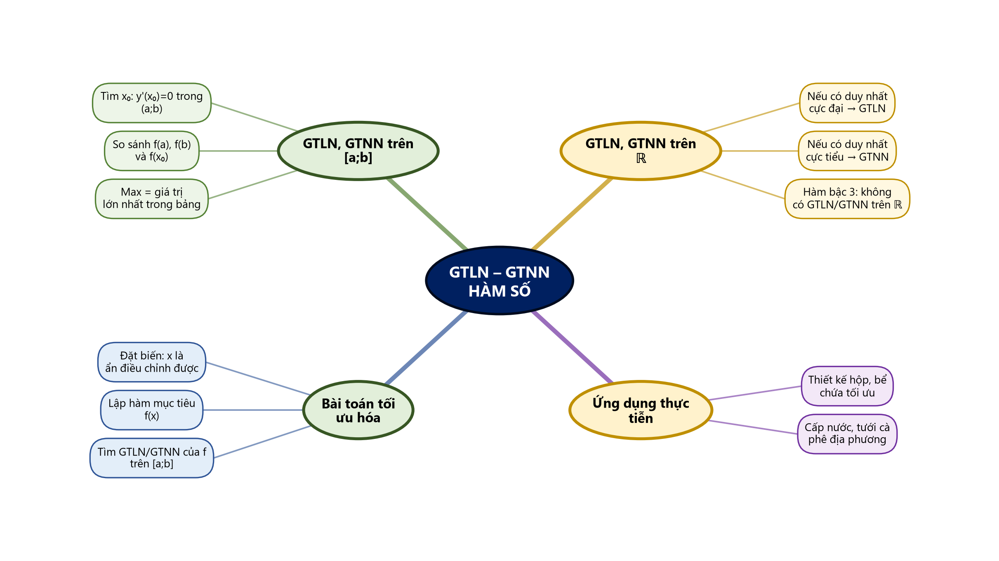 GTLN – GTNN
HÀM SỐ
GTLN, GTNN trên
[a;b]
Tìm x₀: y'(x₀)=0 trong
(a;b)
So sánh f(a), f(b)
và f(x₀)
Max = giá trị
lớn nhất trong bảng
GTLN, GTNN trên
ℝ
Nếu có duy nhất
cực đại → GTLN
Nếu có duy nhất
cực tiểu → GTNN
Hàm bậc 3: không
có GTLN/GTNN trên ℝ
Bài toán tối
ưu hóa
Đặt biến: x là
ẩn điều chỉnh được
Lập hàm mục tiêu
f(x)
Tìm GTLN/GTNN của f
trên [a;b]
Ứng dụng thực
tiễn
Thiết kế hộp, bể
chứa tối ưu
Cấp nước, tưới cà
phê địa phương